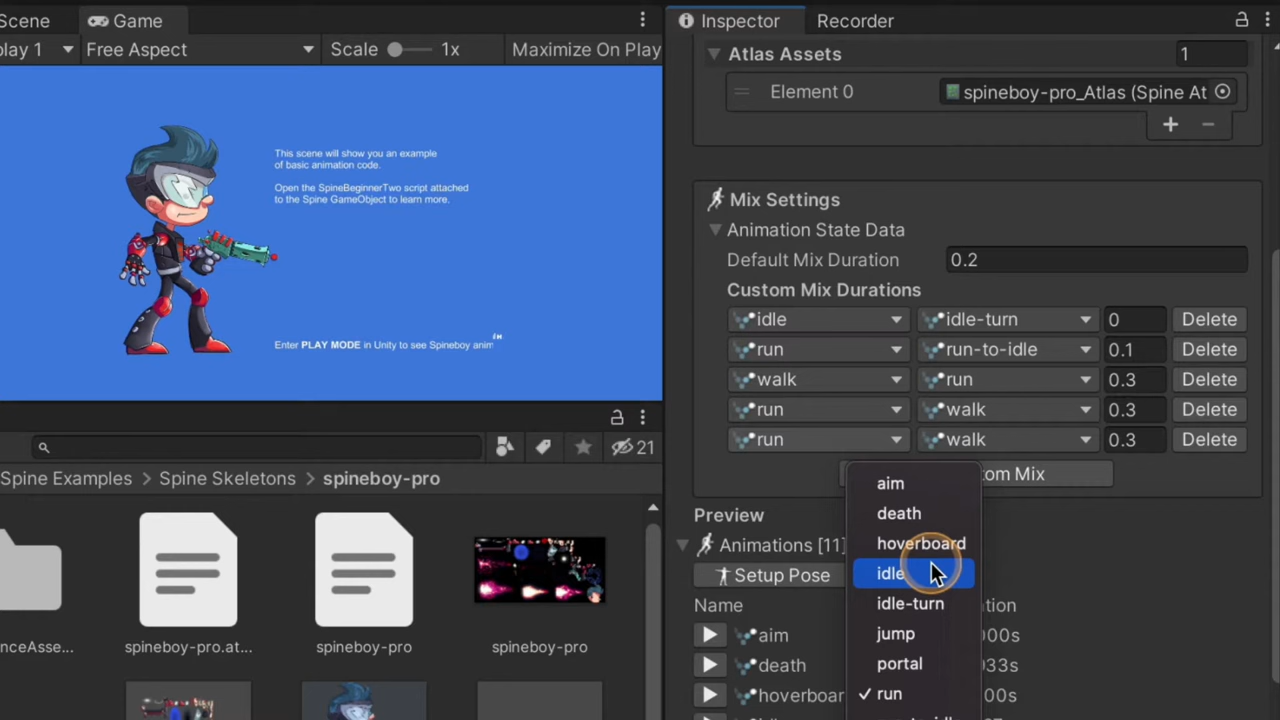 Scene
Game
play 1
Free Aspect
Scale
1x
Maximize On Play
This scene will show you an example
of basic animation code.
Open the SpineBeginnerTwo script attached
to the Spine GameObject to learn more.
Enter PLAY MODE in Unity to see Spineboy anim
21
Spine Examples > Spine Skeletons > spineboy-pro
nceAsse...
spineboy-pro.at...
spineboy-pro
spineboy-pro
Inspector
Recorder
Atlas Assets
1
Element 0
spineboy-pro_Atlas (Spine At
Mix Settings
Animation State Data
Default Mix Duration
0.2
Custom Mix Durations
idle
idle-turn
0
Delete
run
run-to-idle
0.1
Delete
walk
run
0.3
Delete
run
walk
0.3
Delete
run
walk
0.3
Delete
tom Mix
aim
death
hoverboard
idle
idle-turn
jump
portal
run
Preview
Animations [11]
Setup Pose
Name
ation
aim
000s
death
033s
hoverboar
00s